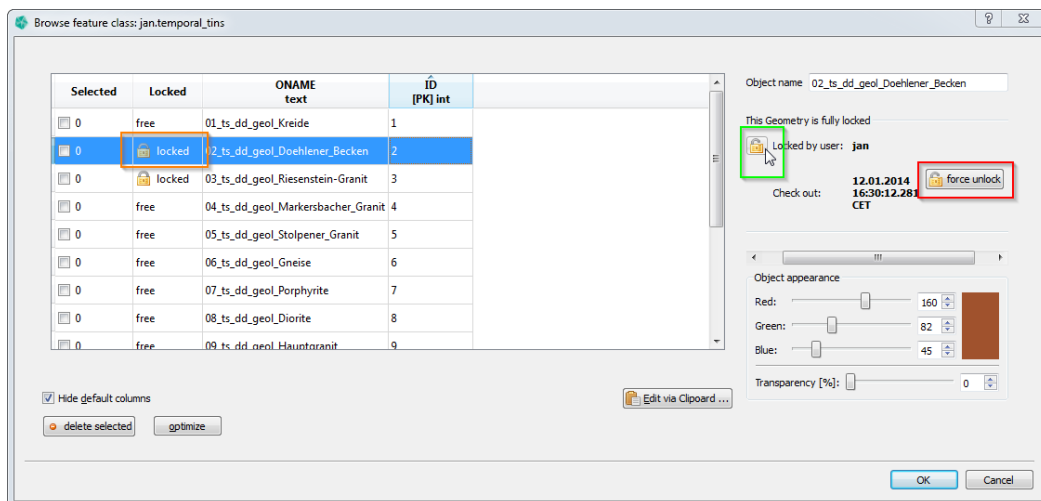 Browse feature class: jan.temporal_tins
Selected Locked ONAME text ID [PK] int
0 free 01_ts_dd_geol_Kreide 1
0 locked 02_ts_dd_geol_Doehlener_Becken 2
0 locked 03_ts_dd_geol_Riesenstein-Granit 3
0 free 04_ts_dd_geol_Markersbacher_Granit 4
0 free 05_ts_dd_geol_Stolpener_Granit 5
0 free 06_ts_dd_geol_Gneise 6
0 free 07_ts_dd_geol_Porphyrite 7
0 free 08_ts_dd_geol_Diorite 8
0 free 09_ts_dd_geol_Hauptgranit 9
Hide default columns
Edit via Clipoard ...
delete selected optimize
Object name 02_ts_dd_geol_Doehlener_Becken
This Geometry is fully locked
Locked by user: jan
Check out: 12.01.2014 16:30:12.281 CET
force unlock
Object appearance
Red: 160
Green: 82
Blue: 45
Transparency [%]: 0
OK Cancel